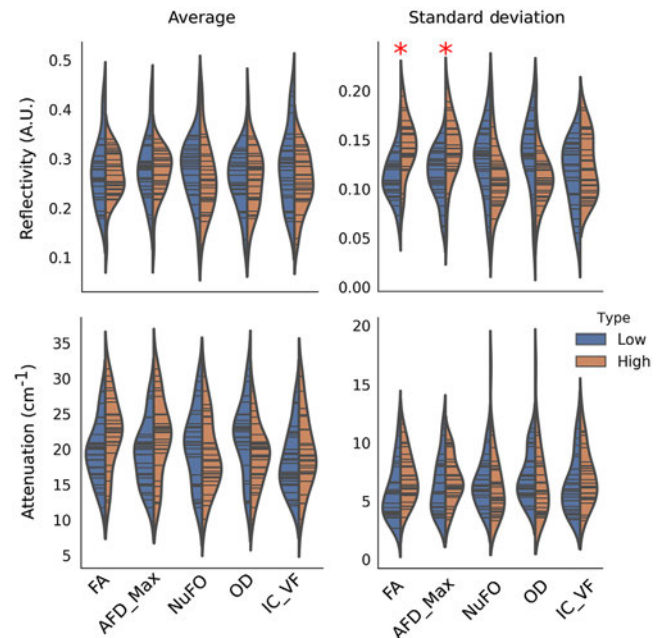 Average
Standard deviation
Reflectivity (A.U.)
0.5
0.4
0.3
0.2
0.1
0.20
0.15
0.10
0.05
0.00
* *
Attenuation (cm⁻¹)
35
30
25
20
15
10
5
20
15
10
5
0
Type
Low
High
FA
AFD_Max
NuFO
OD
IC_VF
FA
AFD_Max
NuFO
OD
IC_VF